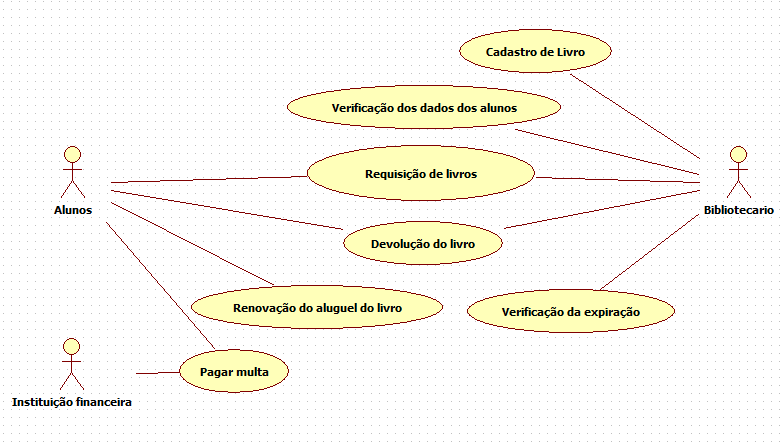 Cadastro de Livro
Verificação dos dados dos alunos
Requisição de livros
Alunos
Bibliotecario
Devolução do livro
Renovação do aluguel do livro
Verificação da expiração
Pagar multa
Instituição financeira